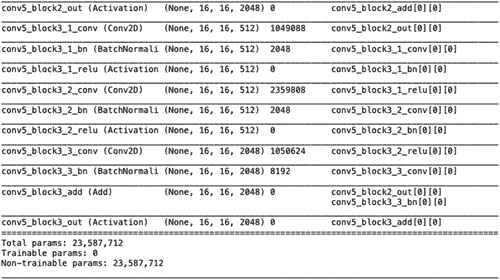 conv5_block2_out (Activation) (None, 16, 16, 2048) 0 conv5_block2_add[0][0]
conv5_block3_1_conv (Conv2D) (None, 16, 16, 512) 1049088 conv5_block2_out[0][0]
conv5_block3_1_bn (BatchNormali (None, 16, 16, 512) 2048 conv5_block3_1_conv[0][0]
conv5_block3_1_relu (Activation (None, 16, 16, 512) 0 conv5_block3_1_bn[0][0]
conv5_block3_2_conv (Conv2D) (None, 16, 16, 512) 2359808 conv5_block3_1_relu[0][0]
conv5_block3_2_bn (BatchNormali (None, 16, 16, 512) 2048 conv5_block3_2_conv[0][0]
conv5_block3_2_relu (Activation (None, 16, 16, 512) 0 conv5_block3_2_bn[0][0]
conv5_block3_3_conv (Conv2D) (None, 16, 16, 2048) 1050624 conv5_block3_2_relu[0][0]
conv5_block3_3_bn (BatchNormali (None, 16, 16, 2048) 8192 conv5_block3_3_conv[0][0]
conv5_block3_add (Add) (None, 16, 16, 2048) 0 conv5_block2_out[0][0]
conv5_block3_3_bn[0][0]
conv5_block3_out (Activation) (None, 16, 16, 2048) 0 conv5_block3_add[0][0]
Total params: 23,587,712
Trainable params: 0
Non-trainable params: 23,587,712